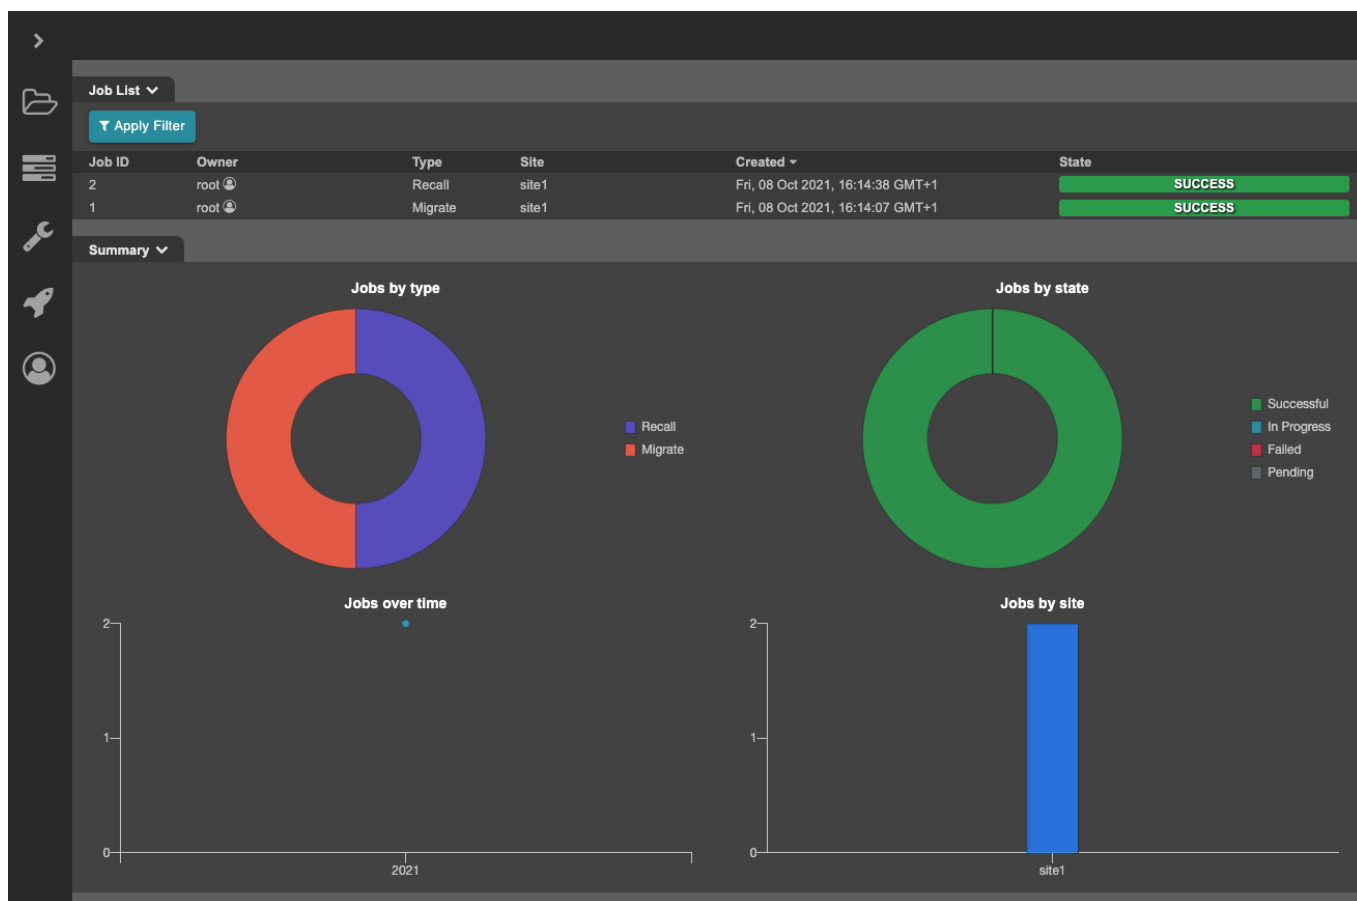 Job List
Apply Filter
Job ID Owner Type Site Created State
2 root Recall site1 Fri, 08 Oct 2021, 16:14:38 GMT+1 SUCCESS
1 root Migrate site1 Fri, 08 Oct 2021, 16:14:07 GMT+1 SUCCESS
Summary
Jobs by type
Recall
Migrate
Jobs by state
Successful
In Progress
Failed
Pending
Jobs over time
2
1
0
2021
Jobs by site
2
1
0
site1